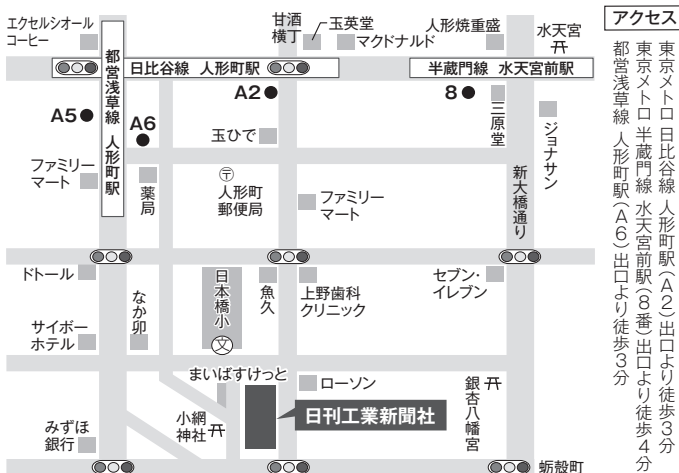 エクセルシオール
コーヒー
甘酒
横丁
玉英堂
マクドナルド
人形焼重盛
水天宮
都営浅草線 人形町駅
日比谷線 人形町駅
半蔵門線 水天宮前駅
A5
A6
A2
8
三原堂
ジョナサン
玉ひで
ファミリー
マート
薬局
〒
人形町
郵便局
ファミリー
マート
新大橋通り
ドトール
なか卯
日本橋小
文
魚久
上野歯科
クリニック
セブン-
イレブン
サイボー
ホテル
まいばすけっと
ローソン
銀杏八幡宮
小網
神社
日刊工業新聞社
みずほ
銀行
蛎殻町
アクセス
東京メトロ 日比谷線 人形町駅(A2)出口より徒歩3分
東京メトロ 半蔵門線 水天宮前駅(8番)出口より徒歩4分
都営浅草線 人形町駅(A6)出口より徒歩3分